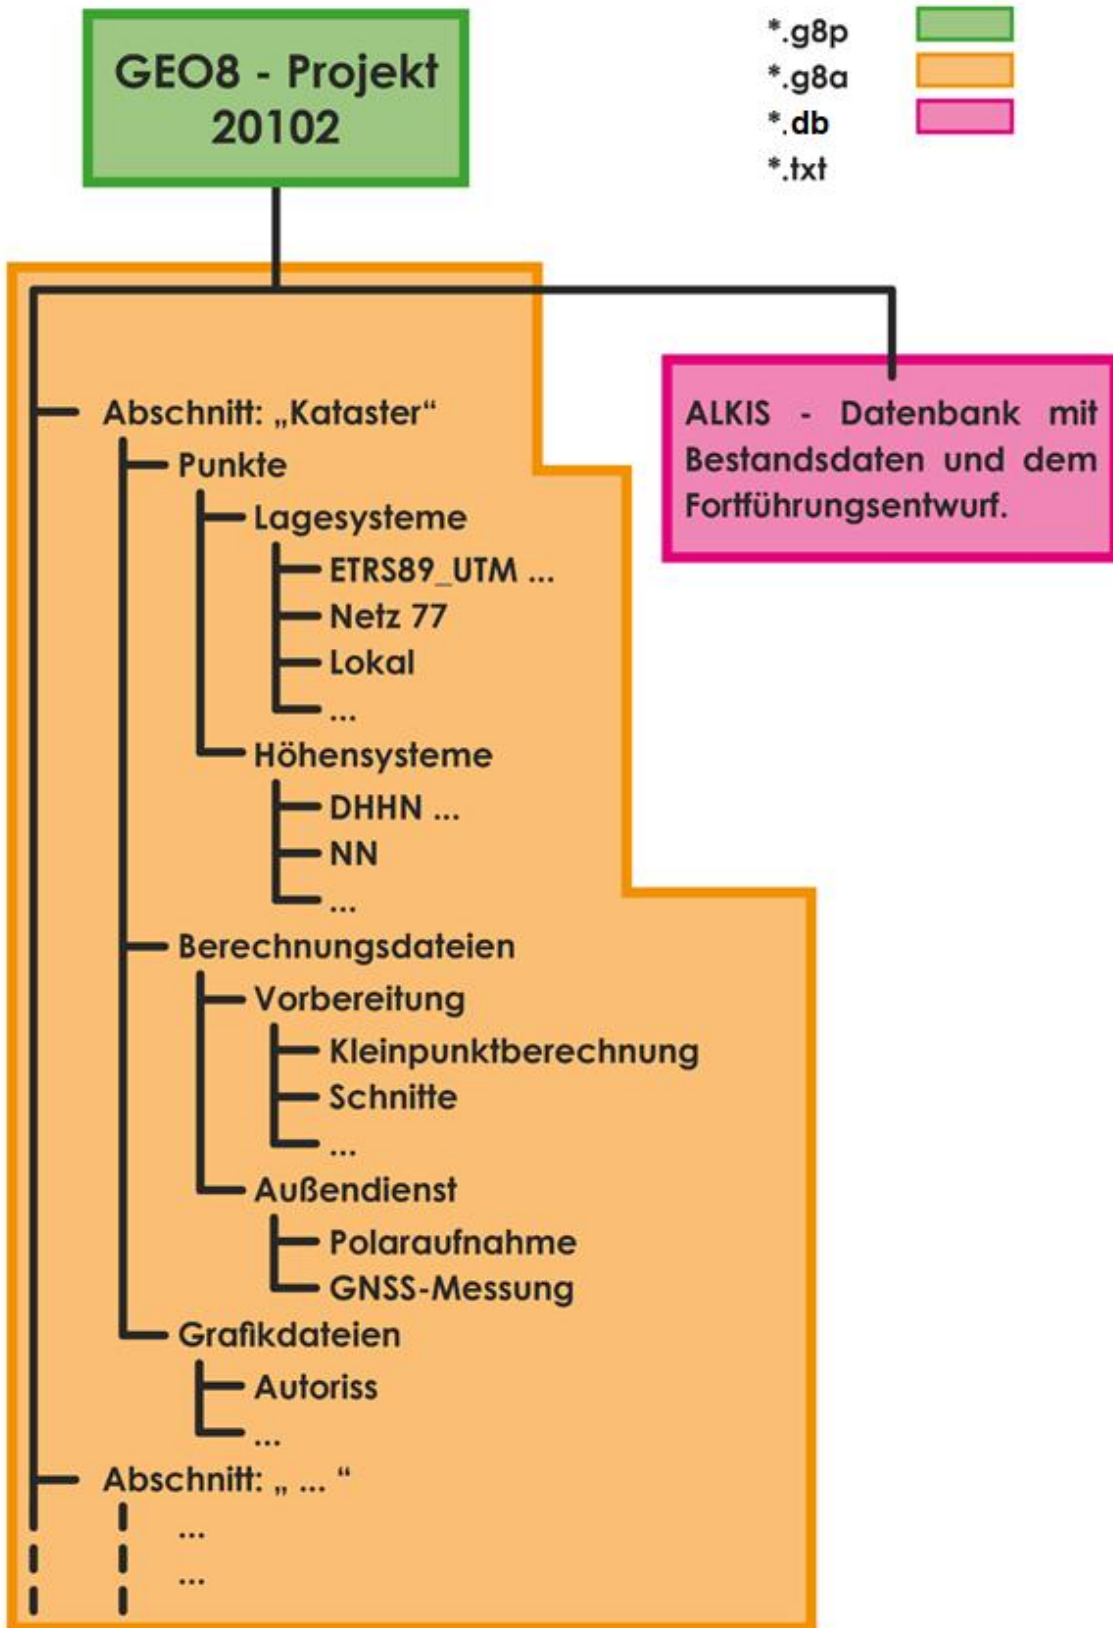 GEO8 - Projekt
20102
*.g8p
*.g8a
*.db
*.txt
Abschnitt: „Kataster“
Punkte
Lagesysteme
ETRS89_UTM ...
Netz 77
Lokal
...
Höhensysteme
DHHN ...
NN
...
Berechnungsdateien
Vorbereitung
Kleinpunktberechnung
Schnitte
...
Außendienst
Polaraufnahme
GNSS-Messung
Grafikdateien
Autoriss
...
Abschnitt: „ ... “
...
...
ALKIS - Datenbank mit
Bestandsdaten und dem
Fortführungsentwurf.